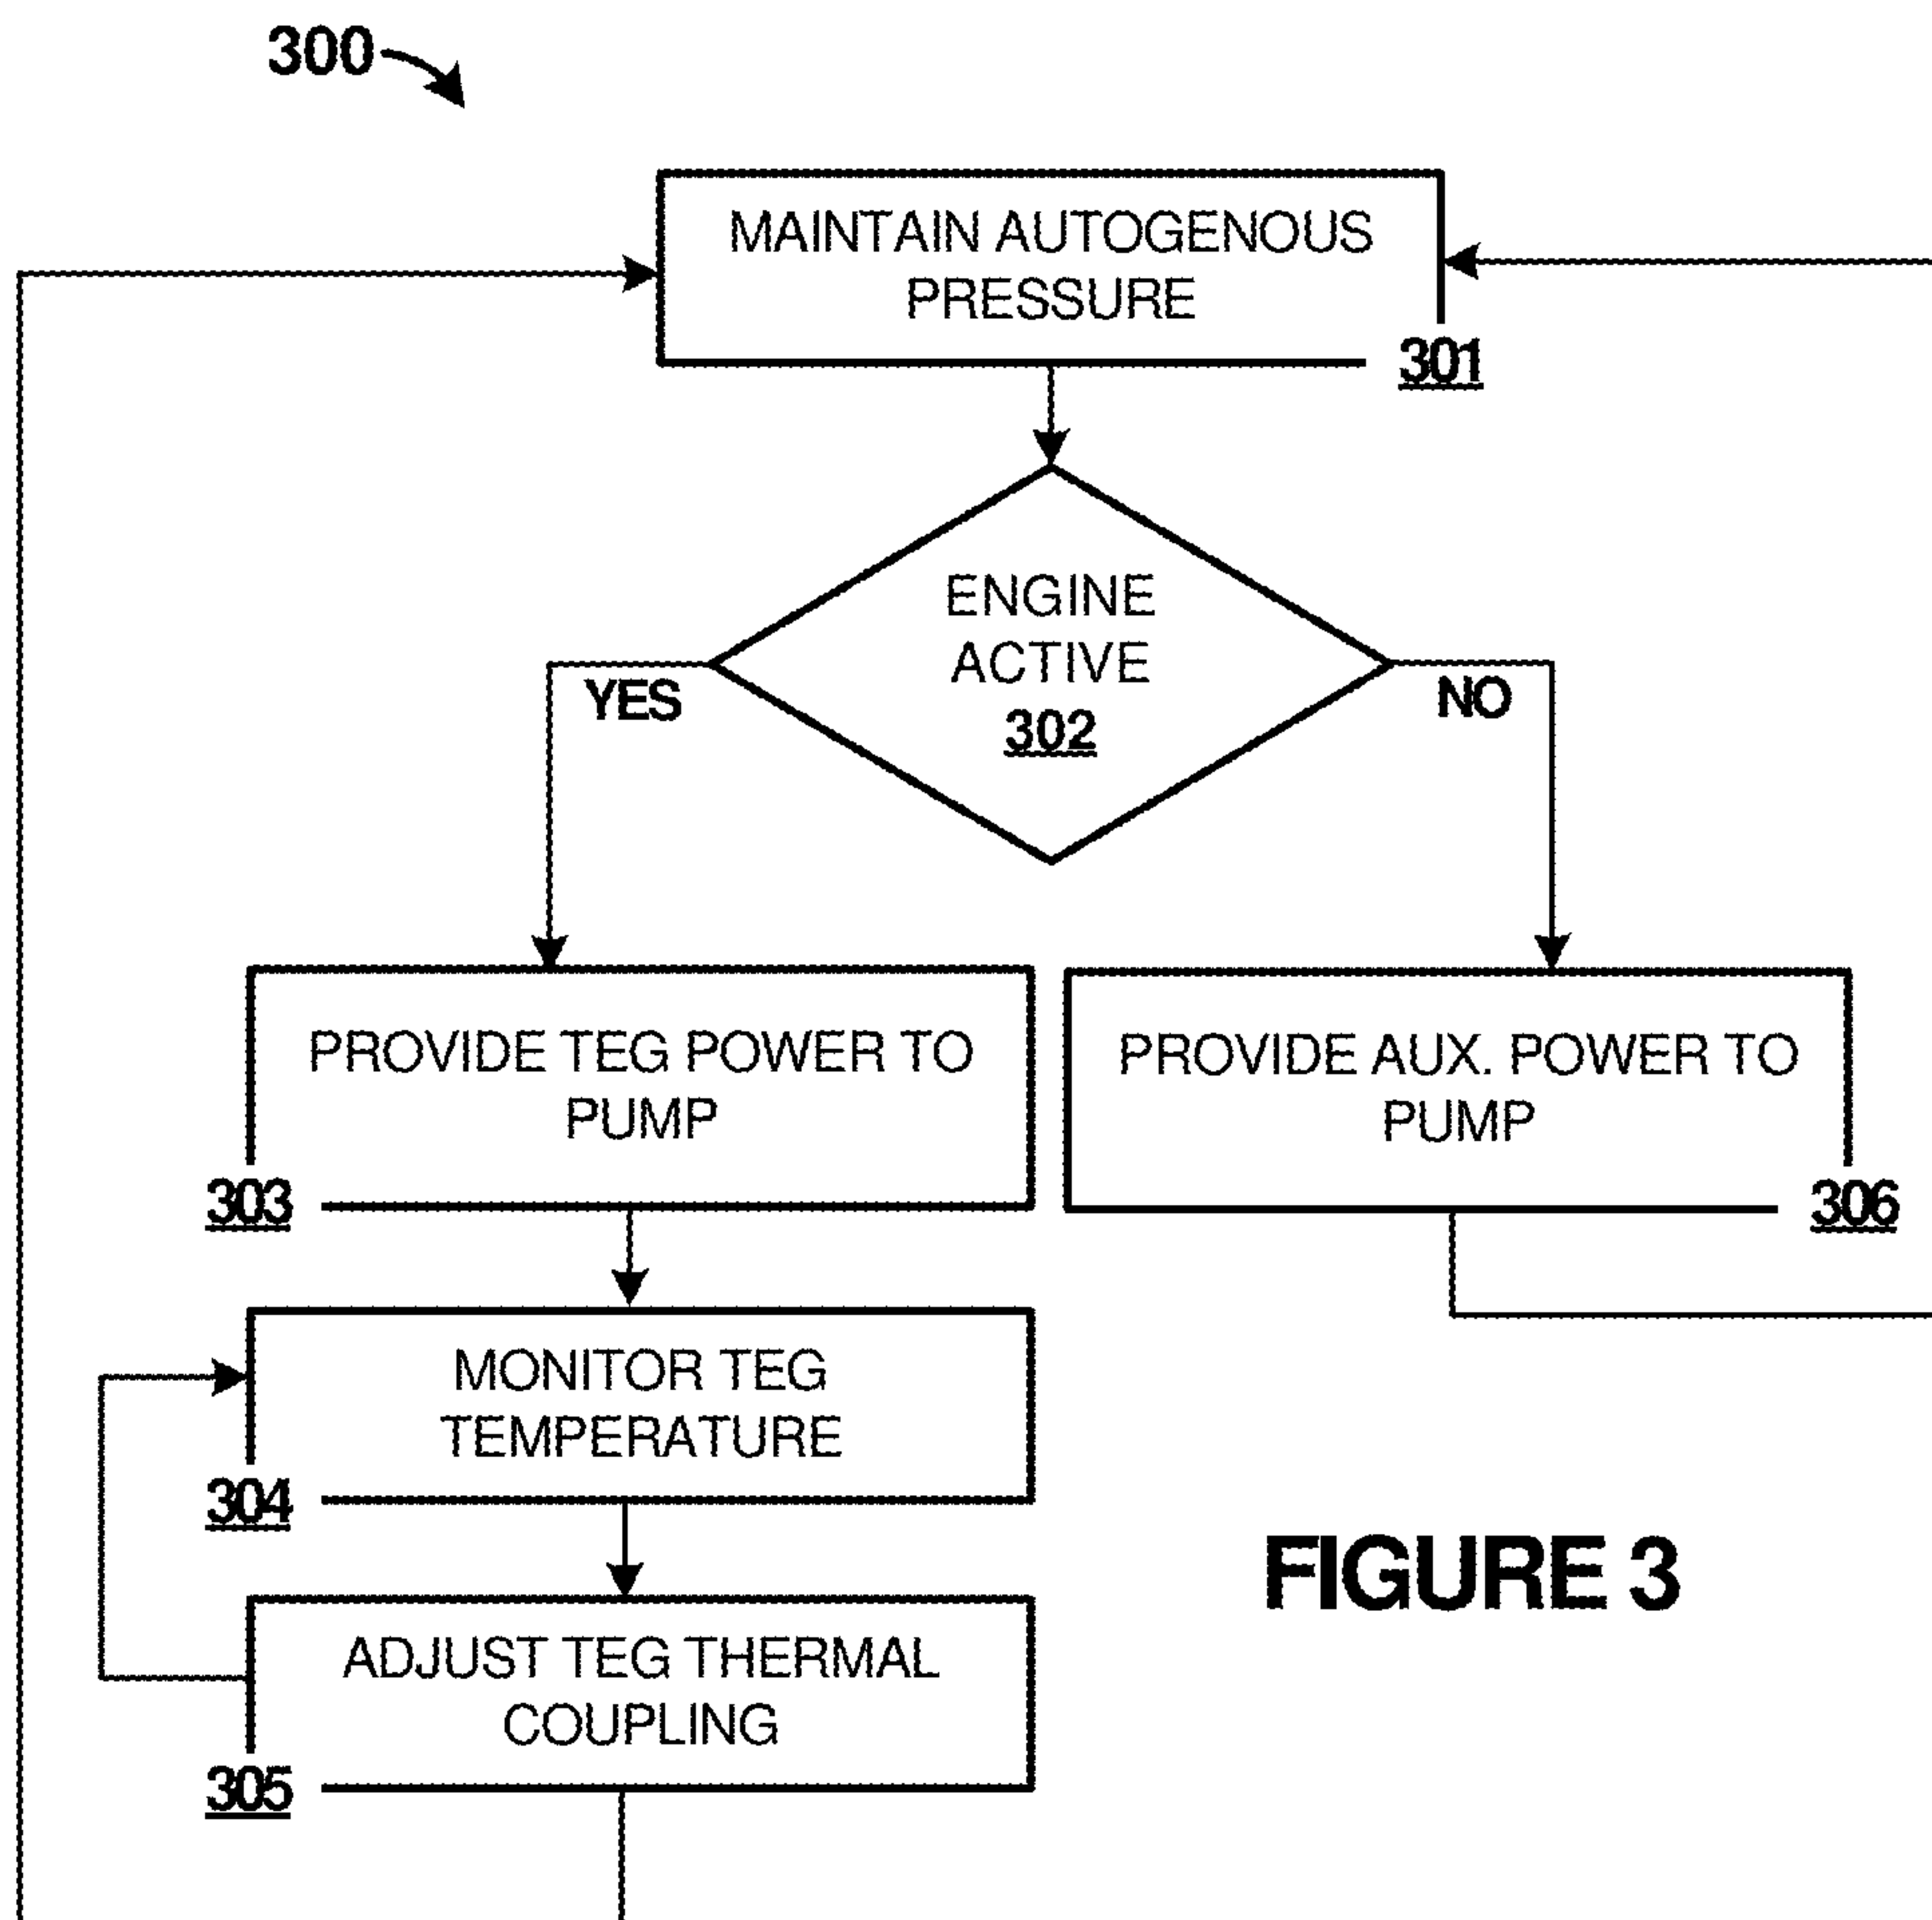 300
MAINTAIN AUTOGENOUS
PRESSURE
301
ENGINE
ACTIVE
302
YES
NO
PROVIDE TEG POWER TO
PUMP
303
PROVIDE AUX. POWER TO
PUMP
306
MONITOR TEG
TEMPERATURE
304
ADJUST TEG THERMAL
COUPLING
305
FIGURE 3